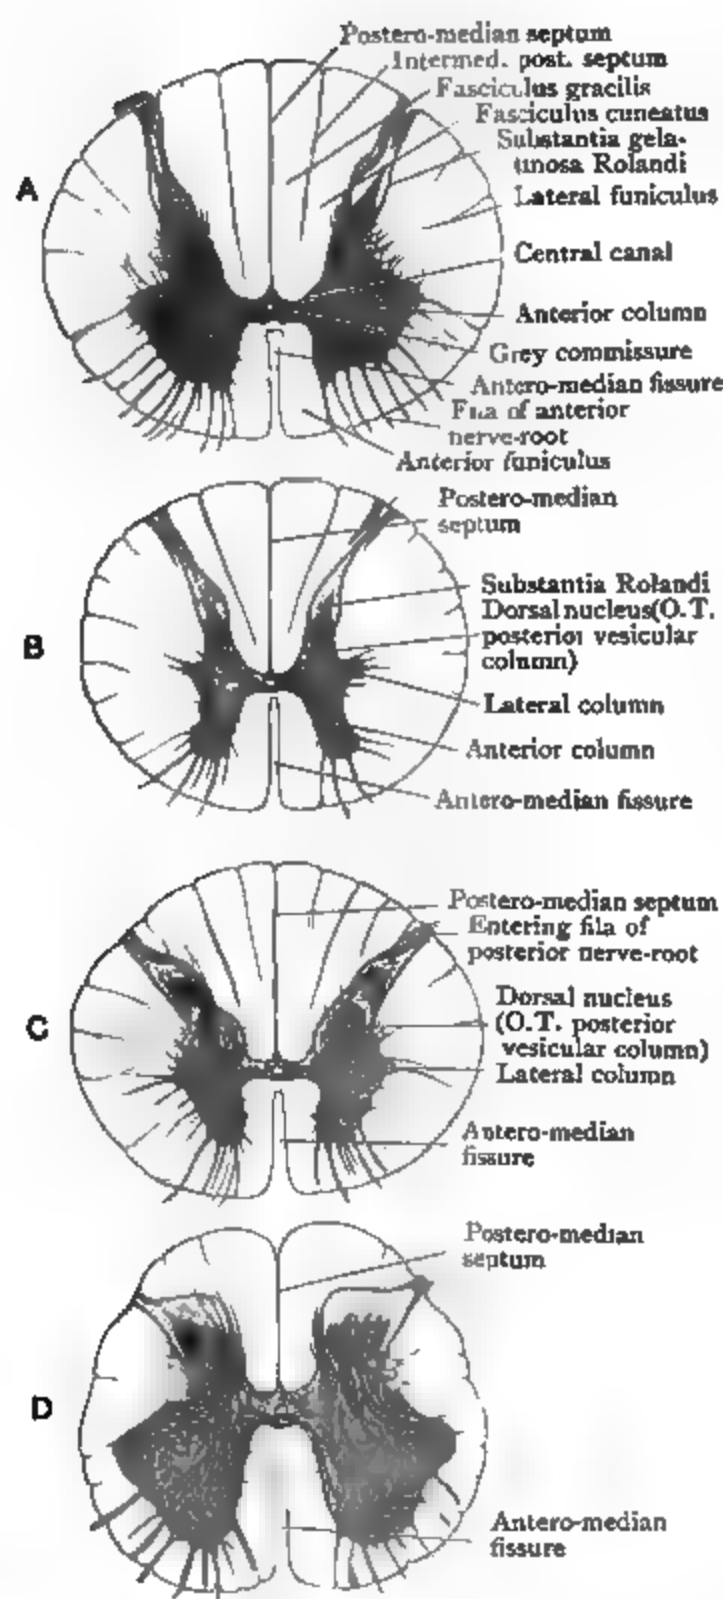 Postero-median septum
Intermed. post. septum
Fasciculus gracilis
Fasciculus cuneatus
Substantia gela-
tinosa Rolandi
A
Lateral funiculus
Central canal
Anterior column
Grey commissure
Antero-median fissure
Fila of anterior
nerve-root
Anterior funiculus
Postero-median
septum
Substantia Rolandi
Dorsal nucleus (O.T.
B
posterior vesicular
column)
Lateral column
Anterior column
Antero-median fissure
Postero-median septum
Entering fila of
posterior nerve-root
Dorsal nucleus
C
(O.T. posterior
vesicular column)
Lateral column
Antero-median
fissure
Postero-median
septum
D
Antero-median
fissure